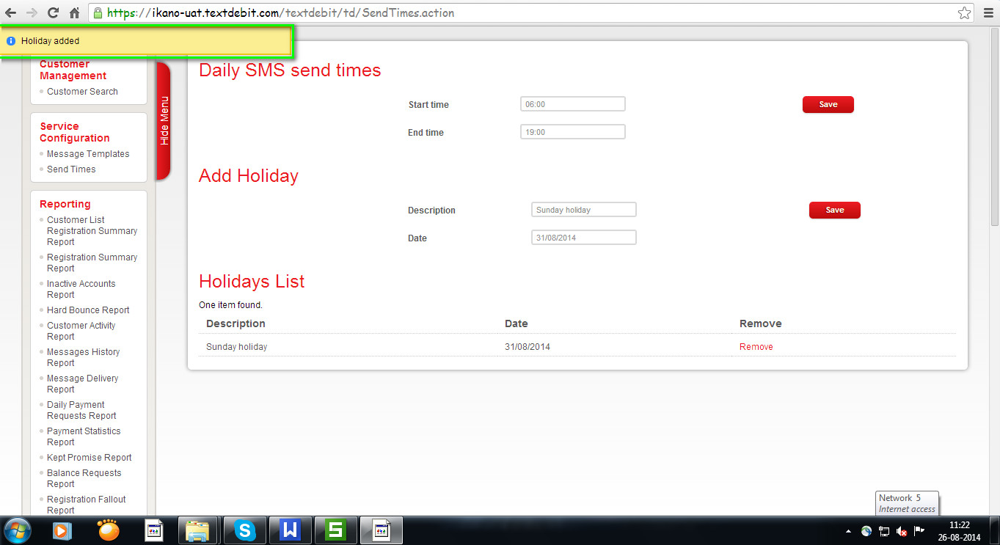 https://ikano-uat.textdebit.com/textdebit/td/SendTimes.action
Holiday added
Customer
Management
Customer Search
Service
Configuration
Message Templates
Send Times
Reporting
Customer List
Registration Summary
Report
Registration Summary
Report
Inactive Accounts
Report
Hard Bounce Report
Customer Activity
Report
Messages History
Report
Message Delivery
Report
Daily Payment
Requests Report
Payment Statistics
Report
Kept Promise Report
Balance Requests
Report
Registration Fallout
Report
Hide Menu
Daily SMS send times
Start time 06:00 Save
End time 19:00
Add Holiday
Description Sunday holiday Save
Date 31/08/2014
Holidays List
One item found.
Description Date Remove
Sunday holiday 31/08/2014 Remove
Network 5
Internet access
S W S
11:22
26-08-2014